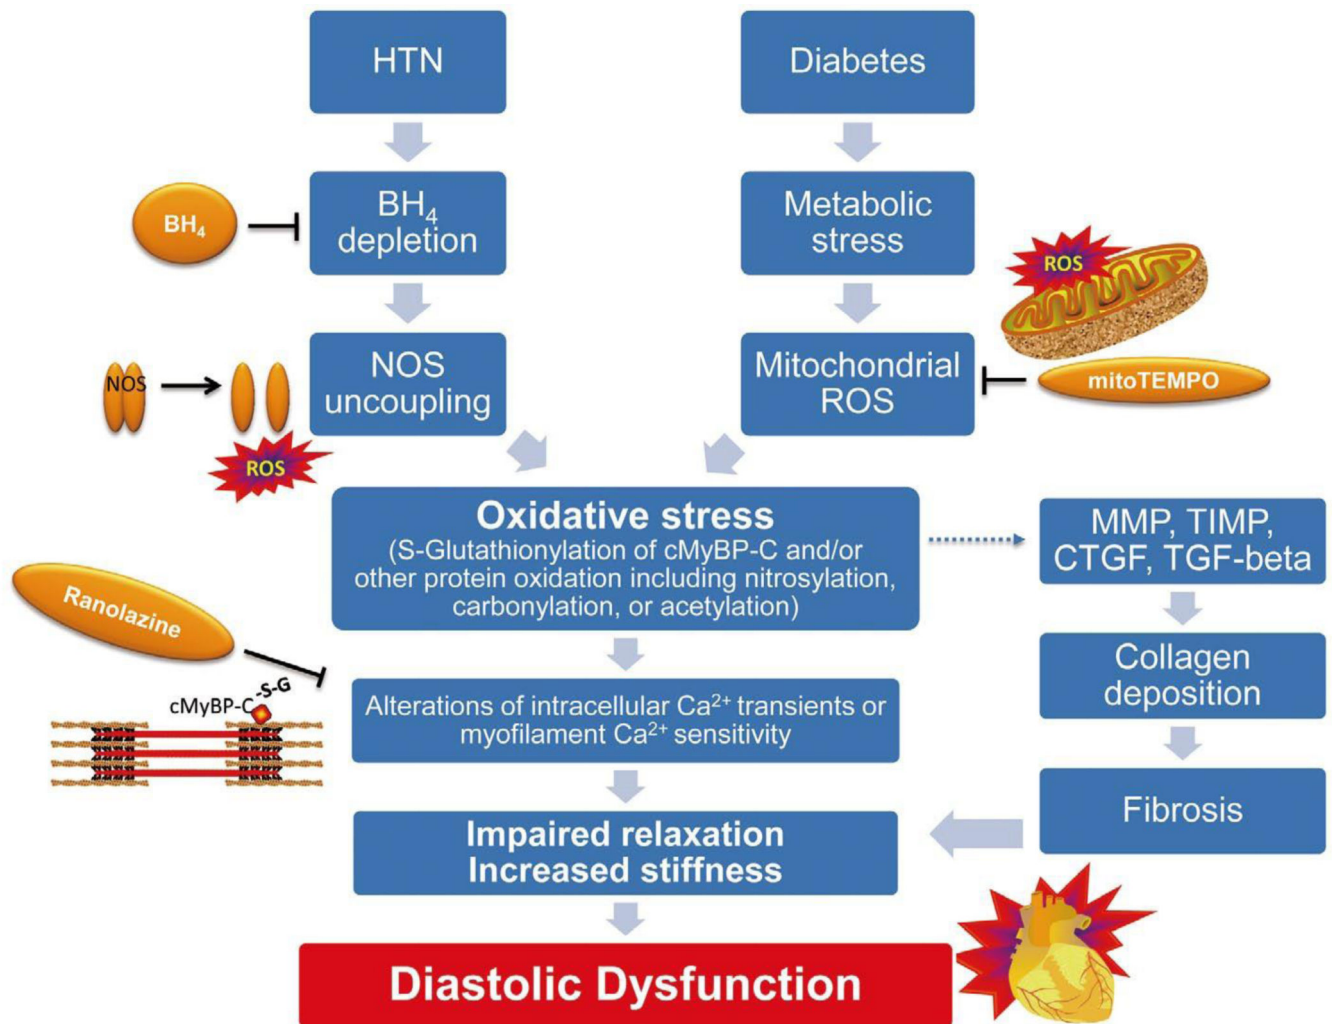 HTN
Diabetes
BH₄
BH₄
depletion
Metabolic
stress
ROS
NOS
NOS
uncoupling
Mitochondrial
ROS
mitoTEMPO
ROS
Oxidative stress
(S-Glutathionylation of cMyBP-C and/or
other protein oxidation including nitrosylation,
carbonylation, or acetylation)
MMP, TIMP,
CTGF, TGF-beta
Ranolazine
cMyBP-C-S-G
Collagen
deposition
Alterations of intracellular Ca²⁺ transients or
myofilament Ca²⁺ sensitivity
Fibrosis
Impaired relaxation
Increased stiffness
Diastolic Dysfunction